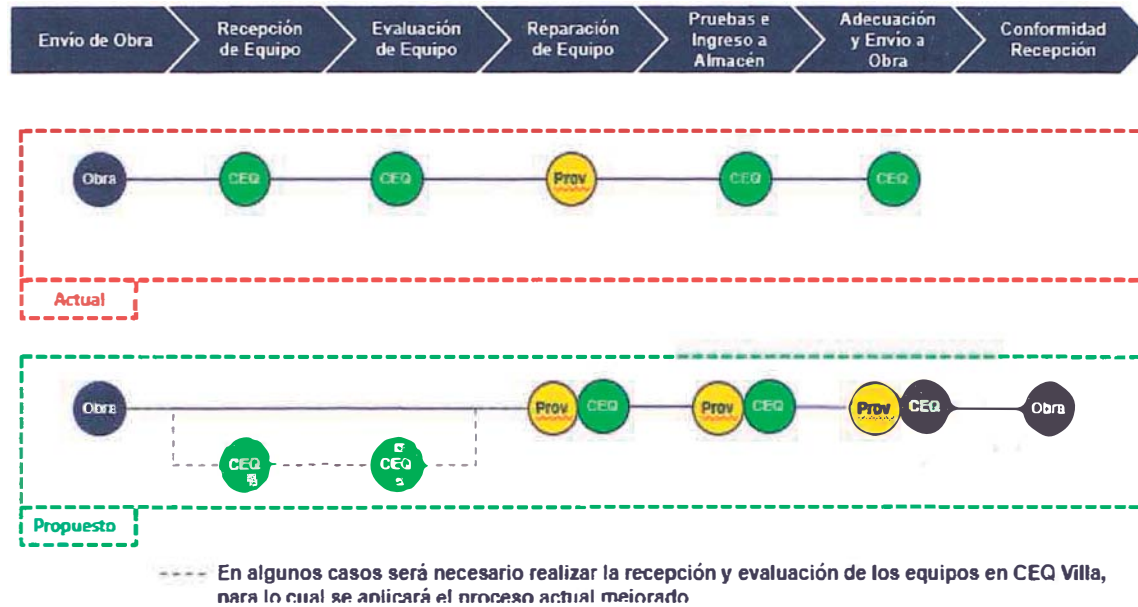 Envío de Obra
Recepción
de Equipo
Evaluación
de Equipo
Reparación
de Equipo
Pruebas e
Ingreso a
Almacén
Adecuación
y Envío a
Obra
Conformidad
Recepción
Obra
CEQ
CEQ
Prov
CEQ
CEQ
Actual
Obra
Prov CEQ
Prov CEQ
Prov CEQ
Obra
CEQ
CEQ
Propuesto
---- En algunos casos será necesario realizar la recepción y evaluación de los equipos en CEQ Villa,
para lo cual se aplicará el proceso actual mejorado